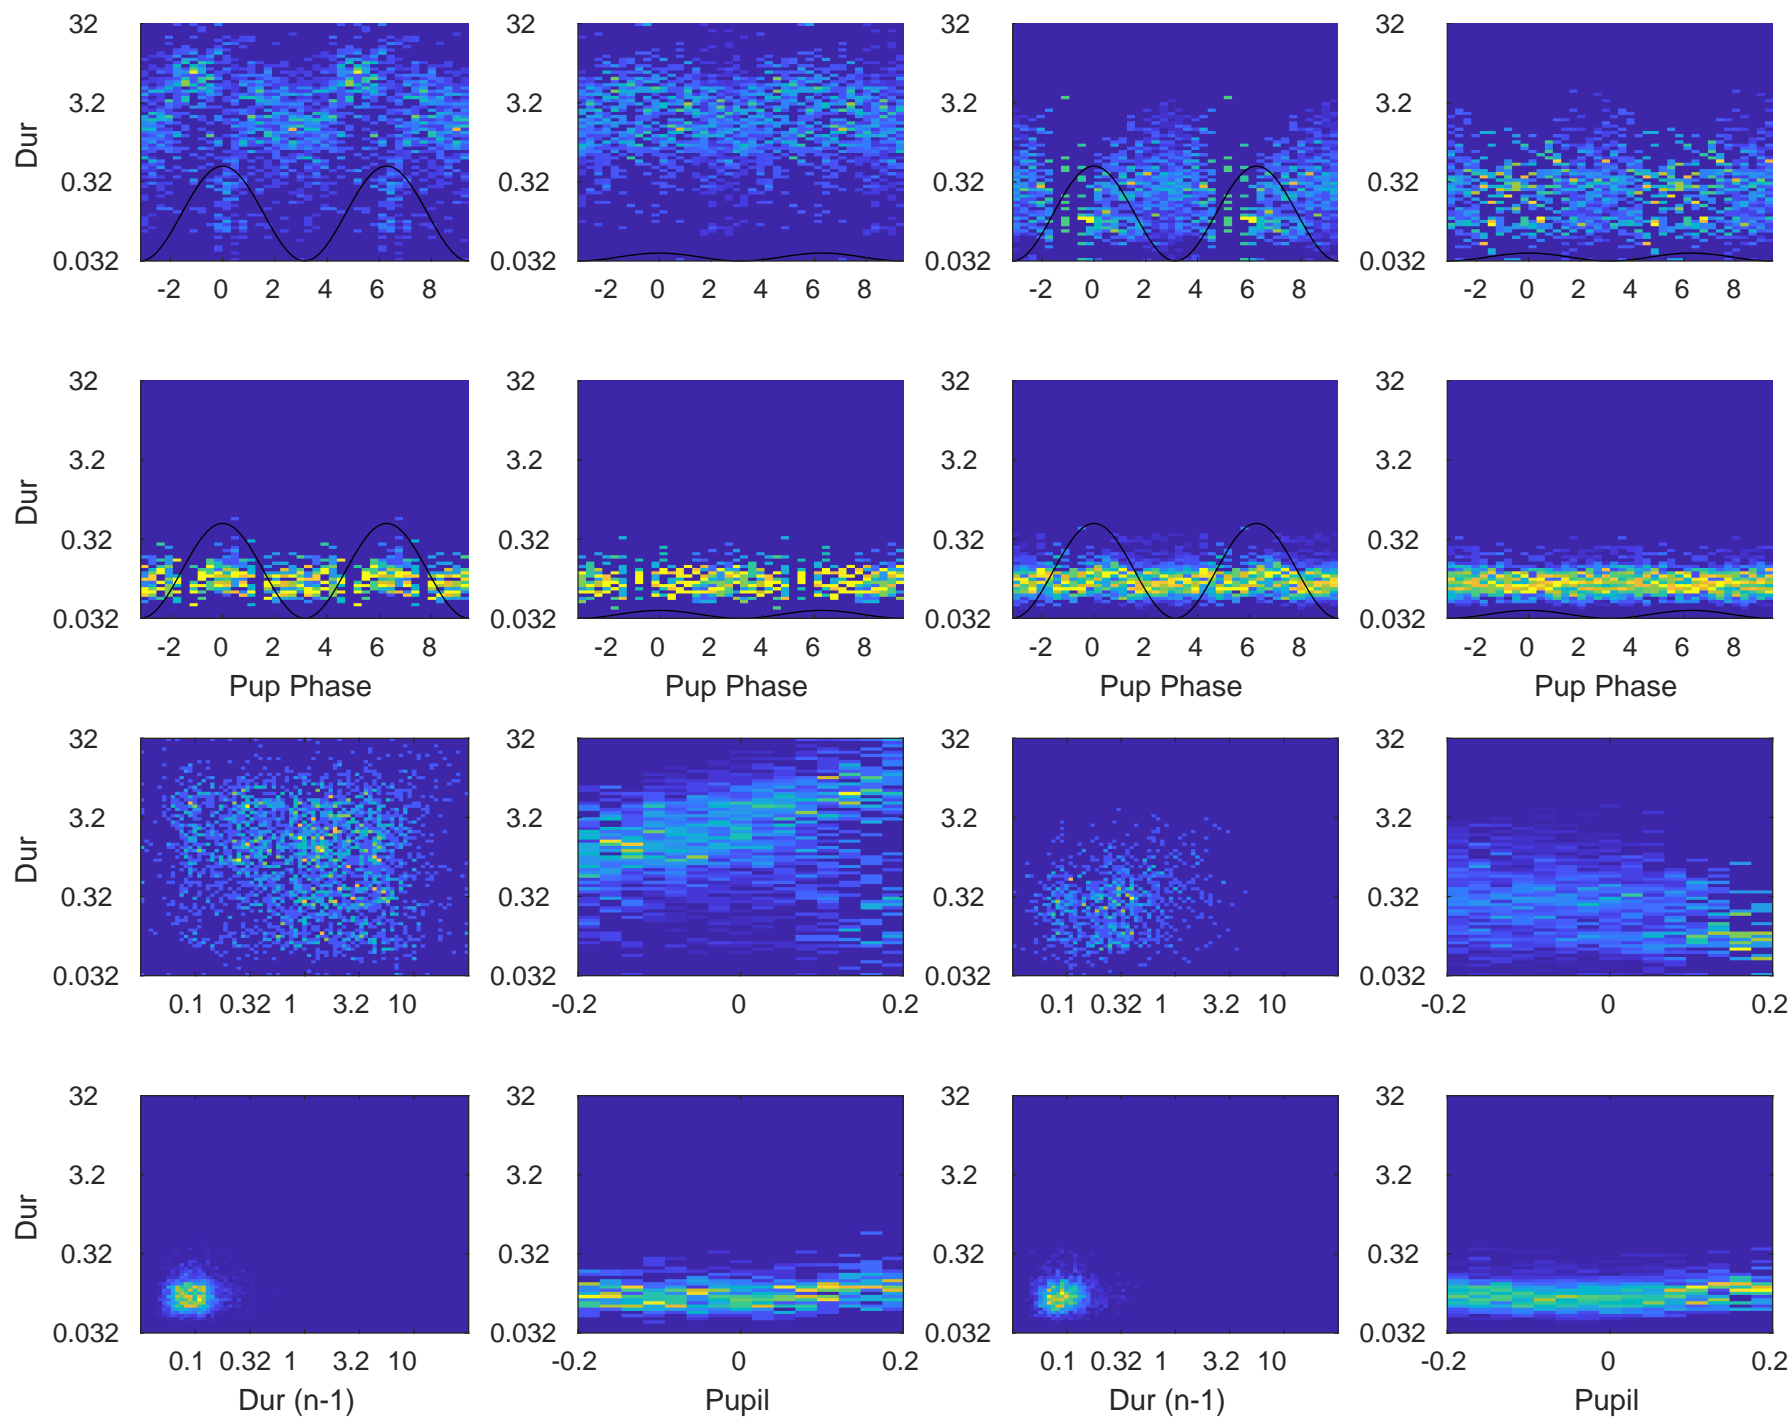 32 32 32 32
3.2 3.2 3.2 3.2
Dur
0.32 0.32 0.32 0.32
0.032 0.032 0.032 0.032
-2 0 2 4 6 8 -2 0 2 4 6 8 -2 0 2 4 6 8 -2 0 2 4 6 8
32 32 32 32
3.2 3.2 3.2 3.2
Dur
0.32 0.32 0.32 0.32
0.032 0.032 0.032 0.032
-2 0 2 4 6 8 -2 0 2 4 6 8 -2 0 2 4 6 8 -2 0 2 4 6 8
Pup Phase Pup Phase Pup Phase Pup Phase
32 32 32 32
3.2 3.2 3.2 3.2
Dur
0.32 0.32 0.32 0.32
0.032 0.032 0.032 0.032
0.1 0.32 1 3.2 10 -0.2 0 0.2 0.1 0.32 1 3.2 10 -0.2 0 0.2
32 32 32 32
3.2 3.2 3.2 3.2
Dur
0.32 0.32 0.32 0.32
0.032 0.032 0.032 0.032
0.1 0.32 1 3.2 10 -0.2 0 0.2 0.1 0.32 1 3.2 10 -0.2 0 0.2
Dur (n-1) Pupil Dur (n-1) Pupil